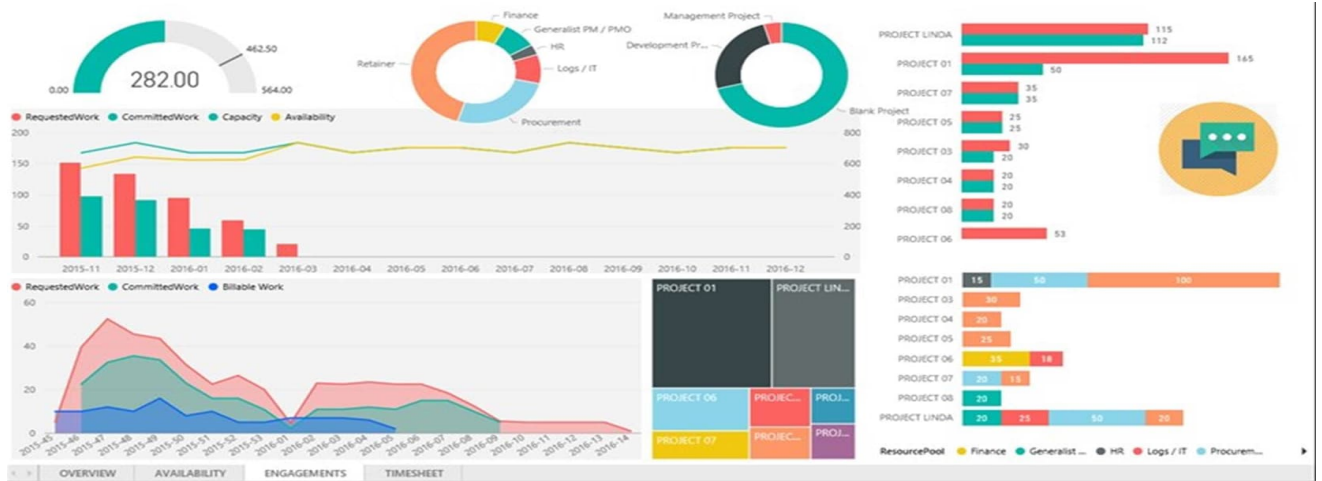 282.00
0.00
462.50
564.00
Finance
Generalist PM / PMO
HR
Logs / IT
Procurement
Retainer
Management Project
Development Pr...
Blank Project
RequestedWork CommittedWork Capacity Availability
200
150
100
50
0
800
600
400
200
0
2015-11 2015-12 2016-01 2016-02 2016-03 2016-04 2016-05 2016-06 2016-07 2016-08 2016-09 2016-10 2016-11 2016-12
RequestedWork CommittedWork Billable Work
60
40
20
0
2015-45 2015-46 2015-47 2015-48 2015-49 2015-50 2015-51 2015-52 2015-53 2016-01 2016-02 2016-03 2016-04 2016-05 2016-06 2016-07 2016-08 2016-09 2016-10 2016-11 2016-12 2016-13 2016-14
PROJECT 01
PROJECT LIN...
PROJECT 06
PROJEC...
PROJ...
PROJECT 07
PROJEC...
PROJ...
PROJECT LINDA 115
112
PROJECT 01 165
50
PROJECT 07 35
35
PROJECT 05 25
25
PROJECT 03 30
20
PROJECT 04 20
20
PROJECT 08 20
20
PROJECT 06 53
PROJECT 01 15 50 100
PROJECT 03 30
PROJECT 04 20
PROJECT 05 25
PROJECT 06 35 18
PROJECT 07 20 15
PROJECT 08 20
PROJECT LINDA 20 25 50 20
ResourcePool Finance Generalist ... HR Logs / IT Procurem...
OVERVIEW AVAILABILITY ENGAGEMENTS TIMESHEET